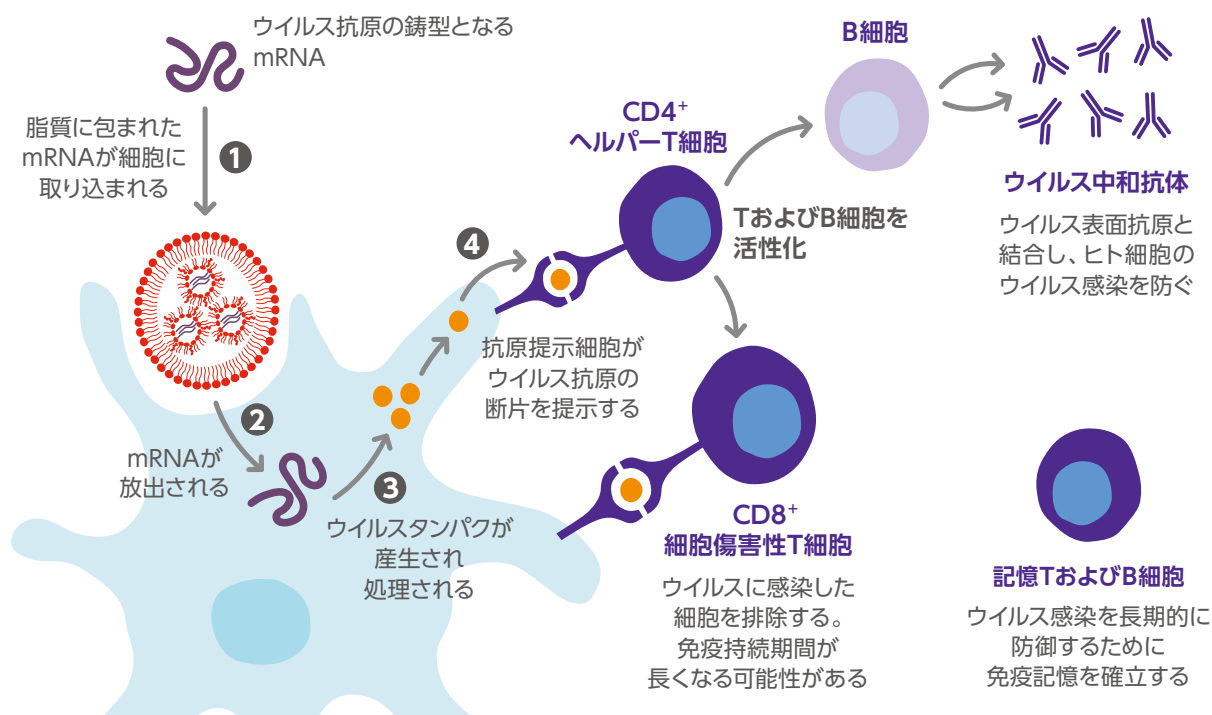 ウイルス抗原の鋳型となる
mRNA
脂質に包まれた
mRNAが細胞に
取り込まれる
1
2
mRNAが
放出される
3
ウイルスタンパクが
産生され
処理される
4
抗原提示細胞が
ウイルス抗原の
断片を提示する
CD4+
ヘルパーT細胞
TおよびB細胞を
活性化
B細胞
ウイルス中和抗体
ウイルス表面抗原と
結合し、ヒト細胞の
ウイルス感染を防ぐ
CD8+
細胞傷害性T細胞
ウイルスに感染した
細胞を排除する。
免疫持続期間が
長くなる可能性がある
記憶TおよびB細胞
ウイルス感染を長期的に
防御するために
免疫記憶を確立する